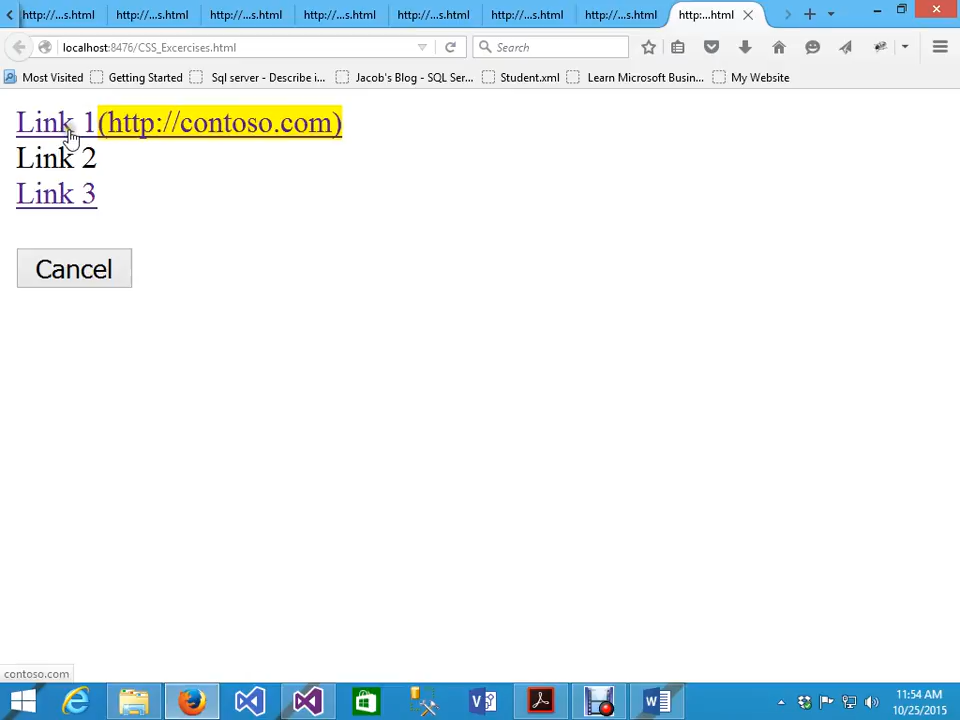 http://...s.html http://...s.html http://...s.html http://...s.html http://...s.html http://...s.html http://...s.html http:...html
localhost:8476/CSS_Excercises.html Search
Most Visited Getting Started Sql server - Describe i... Jacob's Blog - SQL Ser... Student.xml Learn Microsoft Busin... My Website
Link 1(http://contoso.com)
Link 2
Link 3
Cancel
contoso.com
11:54 AM
10/25/2015